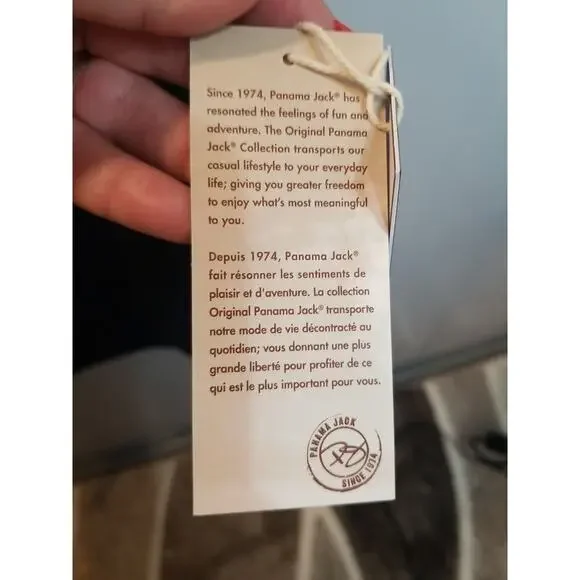 Since 1974, Panama Jack® has
resonated the feelings of fun and
adventure. The Original Panama
Jack® Collection transports our
casual lifestyle to your everyday
life; giving you greater freedom
to enjoy what's most meaningful
to you.
Depuis 1974, Panama Jack®
fait résonner les sentiments de
plaisir et d'aventure. La collection
Original Panama Jack® transporte
notre mode de vie décontracté au
quotidien; vous donnant une plus
grande liberté pour profiter de ce
qui est le plus important pour vous.
PANAMA JACK
PJ
SINCE 1974